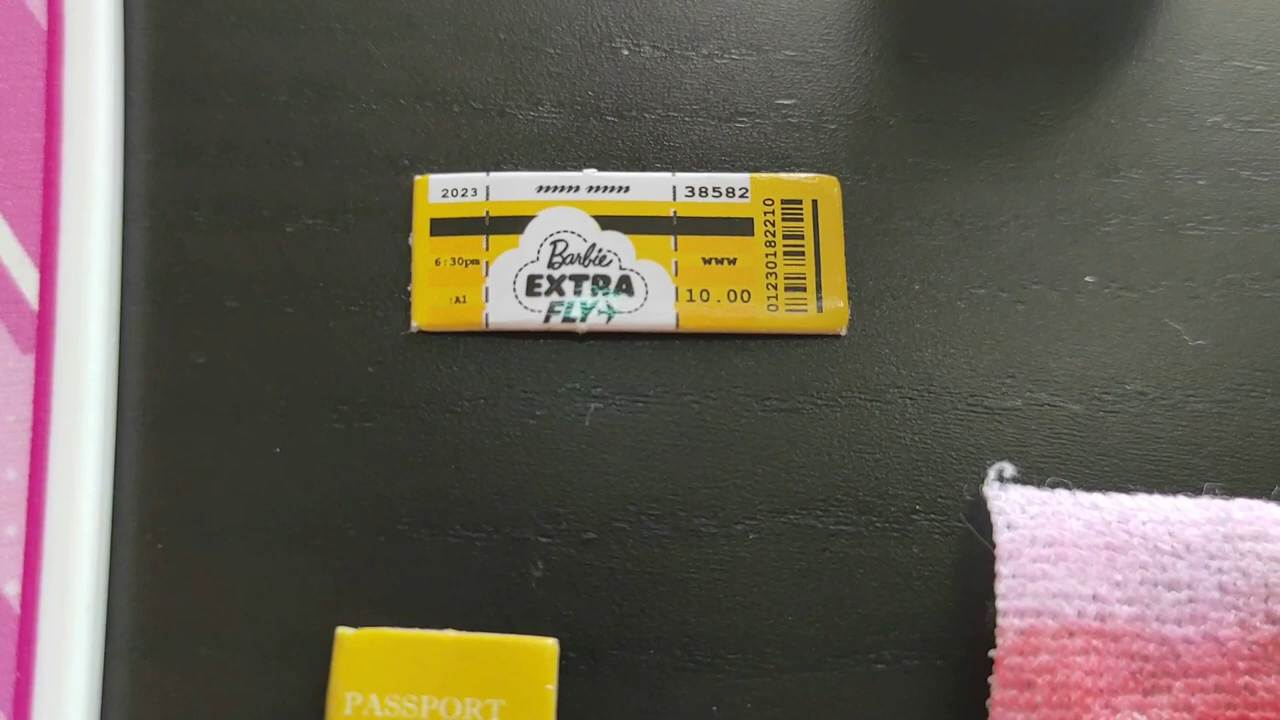 2023
38582
6:30pm
:A1
Barbie
EXTRA
FLY
www
10.00
01230182210
PASSPORT